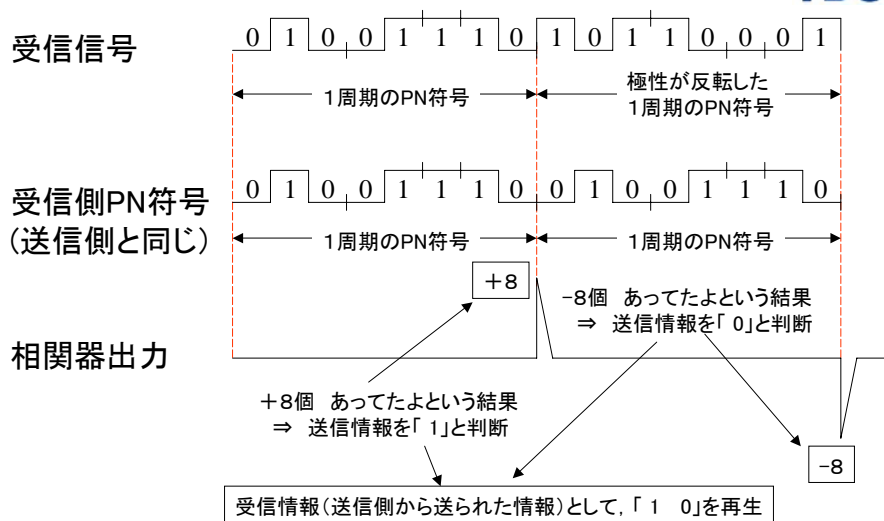 受信信号
0 1 0 0 1 1 1 0 1 0 1 1 0 0 0 1
1周期のPN符号
極性が反転した
1周期のPN符号
受信側PN符号
(送信側と同じ)
0 1 0 0 1 1 1 0 0 1 0 0 1 1 1 0
1周期のPN符号
1周期のPN符号
+8
-8個 あってたよという結果
⇒ 送信情報を「0」と判断
相関器出力
+8個 あってたよという結果
⇒ 送信情報を「1」と判断
-8
受信情報(送信側から送られた情報)として,「1 0」を再生